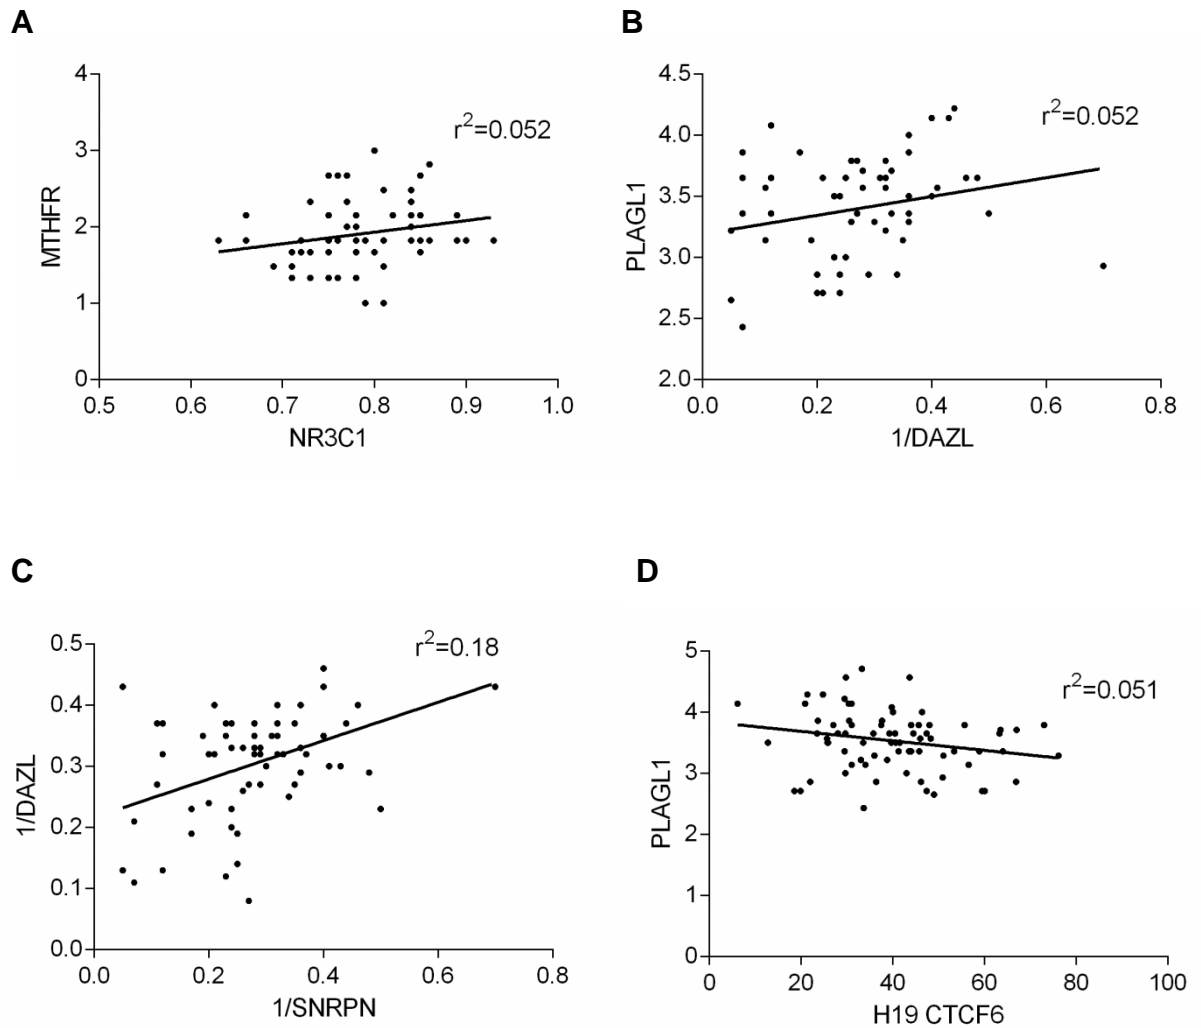 A
4
3
2
1
0
MTHFR
r²=0.052
0.5 0.6 0.7 0.8 0.9 1.0
NR3C1
B
4.5
4.0
3.5
3.0
2.5
2.0
PLAGL1
r²=0.052
0.0 0.2 0.4 0.6 0.8
1/DAZL
C
0.5
0.4
0.3
0.2
0.1
0.0
1/DAZL
r²=0.18
0.0 0.2 0.4 0.6 0.8
1/SNRPN
D
5
4
3
2
1
0
PLAGL1
r²=0.051
0 20 40 60 80 100
H19 CTCF6